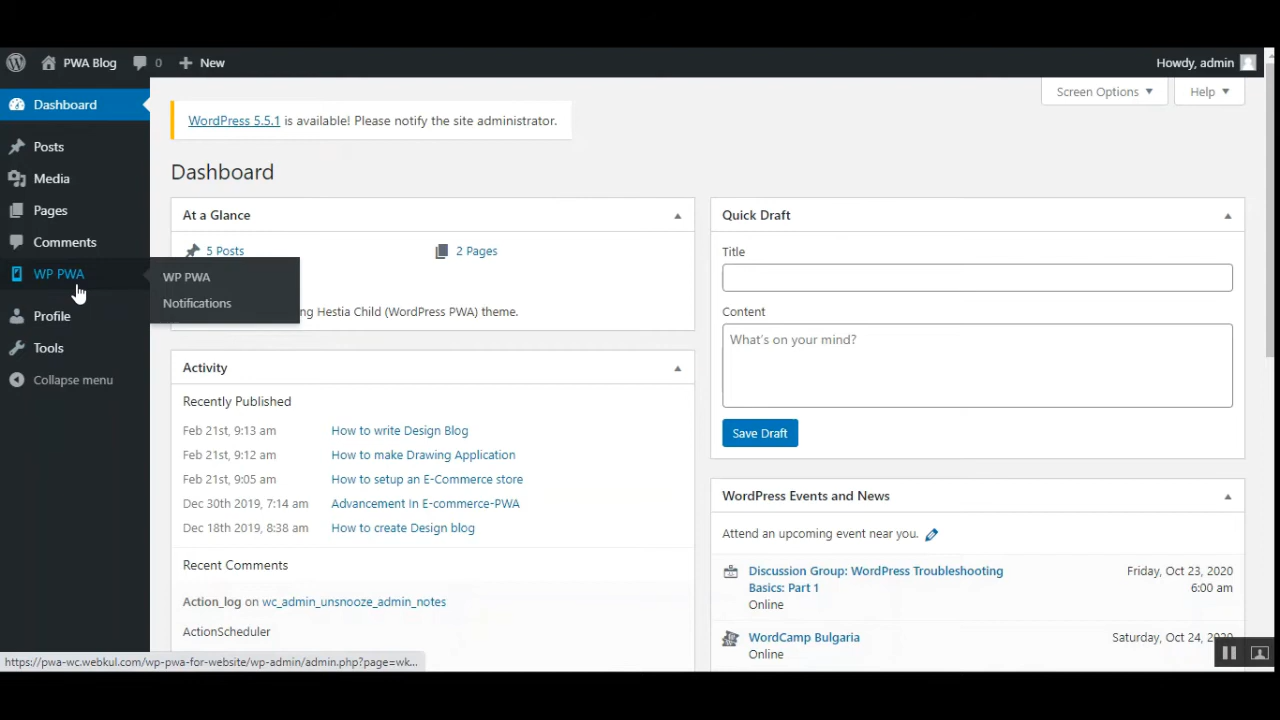 PWA Blog 0 New Howdy, admin
Dashboard
Posts
Media
Pages
Comments
WP PWA
WP PWA
Notifications
Profile
Tools
Collapse menu
Screen Options Help
WordPress 5.5.1 is available! Please notify the site administrator.
Dashboard
At a Glance
5 Posts 2 Pages
ng Hestia Child (WordPress PWA) theme.
Activity
Recently Published
Feb 21st, 9:13 am How to write Design Blog
Feb 21st, 9:12 am How to make Drawing Application
Feb 21st, 9:05 am How to setup an E-Commerce store
Dec 30th 2019, 7:14 am Advancement In E-commerce-PWA
Dec 18th 2019, 8:38 am How to create Design blog
Recent Comments
Action_log on wc_admin_unsnooze_admin_notes
ActionScheduler
Quick Draft
Title
Content
What's on your mind?
Save Draft
WordPress Events and News
Attend an upcoming event near you.
Discussion Group: WordPress Troubleshooting Friday, Oct 23, 2020
Basics: Part 1 6:00 am
Online
WordCamp Bulgaria Saturday, Oct 24, 2020
Online
https://pwa-wc.webkul.com/wp-pwa-for-website/wp-admin/admin.php?page=wk...